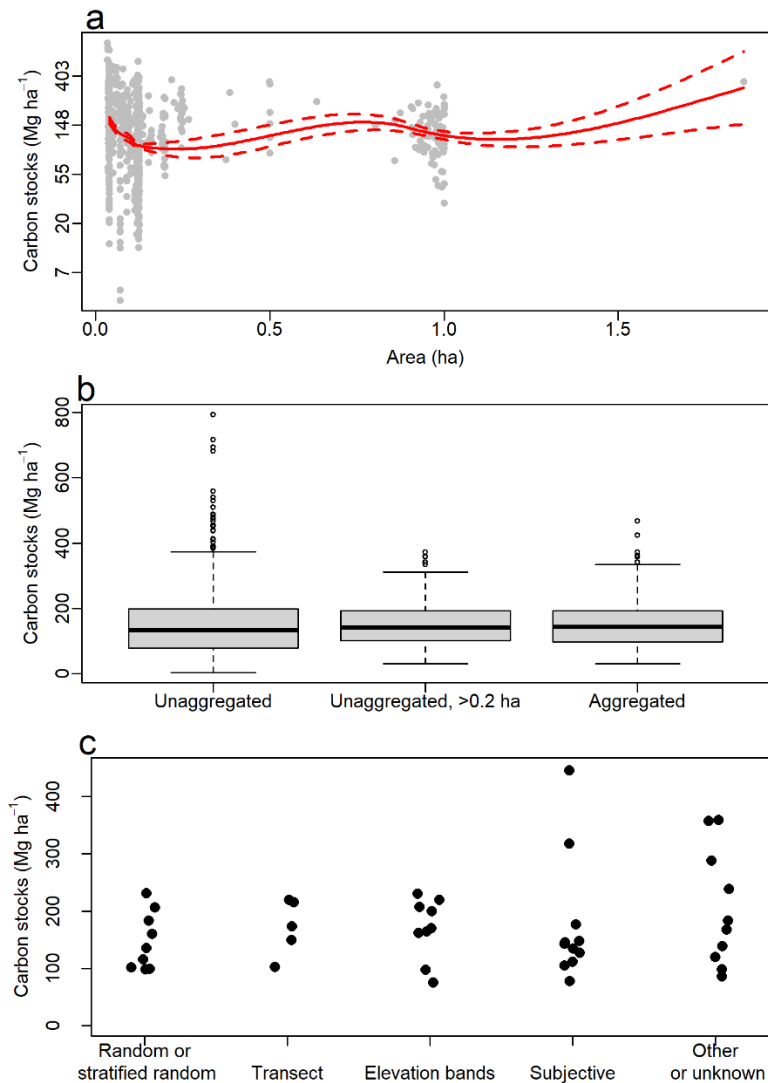 a
Carbon stocks (Mg ha⁻¹)
403
148
55
20
7
0.0 0.5 1.0 1.5
Area (ha)
b
Carbon stocks (Mg ha⁻¹)
800
600
400
200
0
Unaggregated Unaggregated, >0.2 ha Aggregated
c
Carbon stocks (Mg ha⁻¹)
400
300
200
100
0
Random or Other
stratified random Transect Elevation bands Subjective or unknown